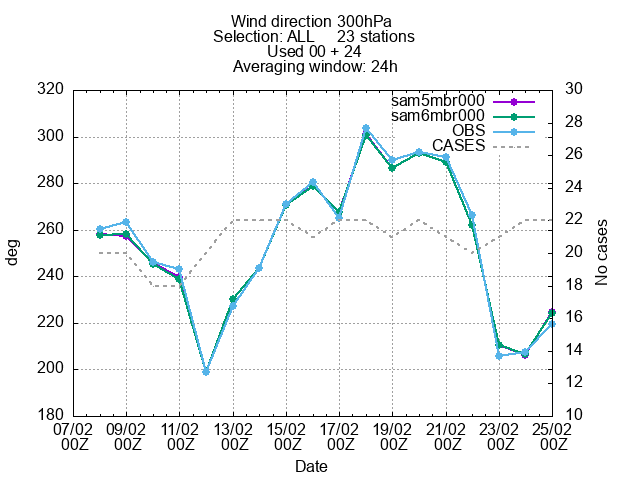 Wind direction 300hPa
Selection: ALL 23 stations
Used 00 + 24
Averaging window: 24h
sam5mbr000
sam6mbr000
OBS
CASES
320
300
280
260
240
220
200
180
30
28
26
24
22
20
18
16
14
12
10
deg
No cases
07/02 09/02 11/02 13/02 15/02 17/02 19/02 21/02 23/02 25/02
00Z 00Z 00Z 00Z 00Z 00Z 00Z 00Z 00Z 00Z
Date